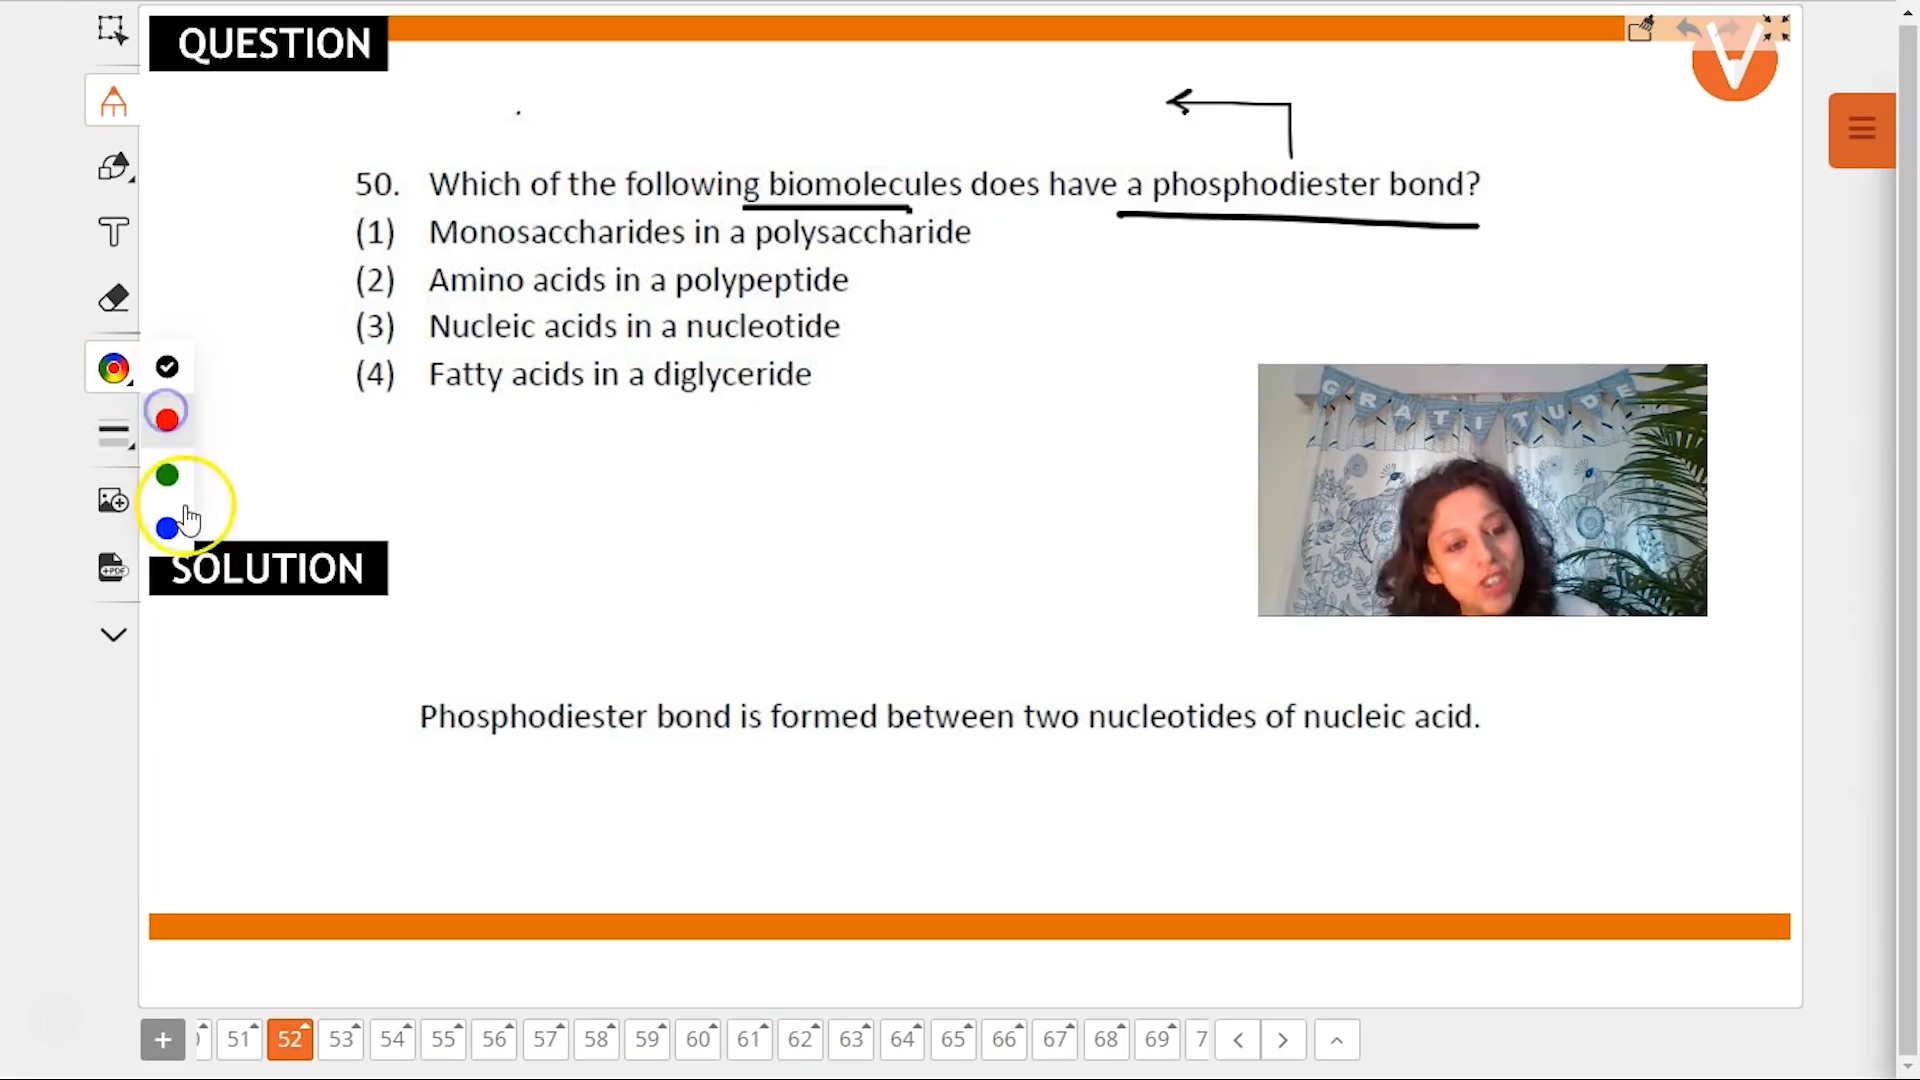 QUESTION
50. Which of the following biomolecules does have a phosphodiester bond?
(1) Monosaccharides in a polysaccharide
(2) Amino acids in a polypeptide
(3) Nucleic acids in a nucleotide
(4) Fatty acids in a diglyceride
GRATITUDE
+PDF
SOLUTION
Phosphodiester bond is formed between two nucleotides of nucleic acid.
+ 51 52 53 54 55 56 57 58 59 60 61 62 63 64 65 66 67 68 69 7 < >